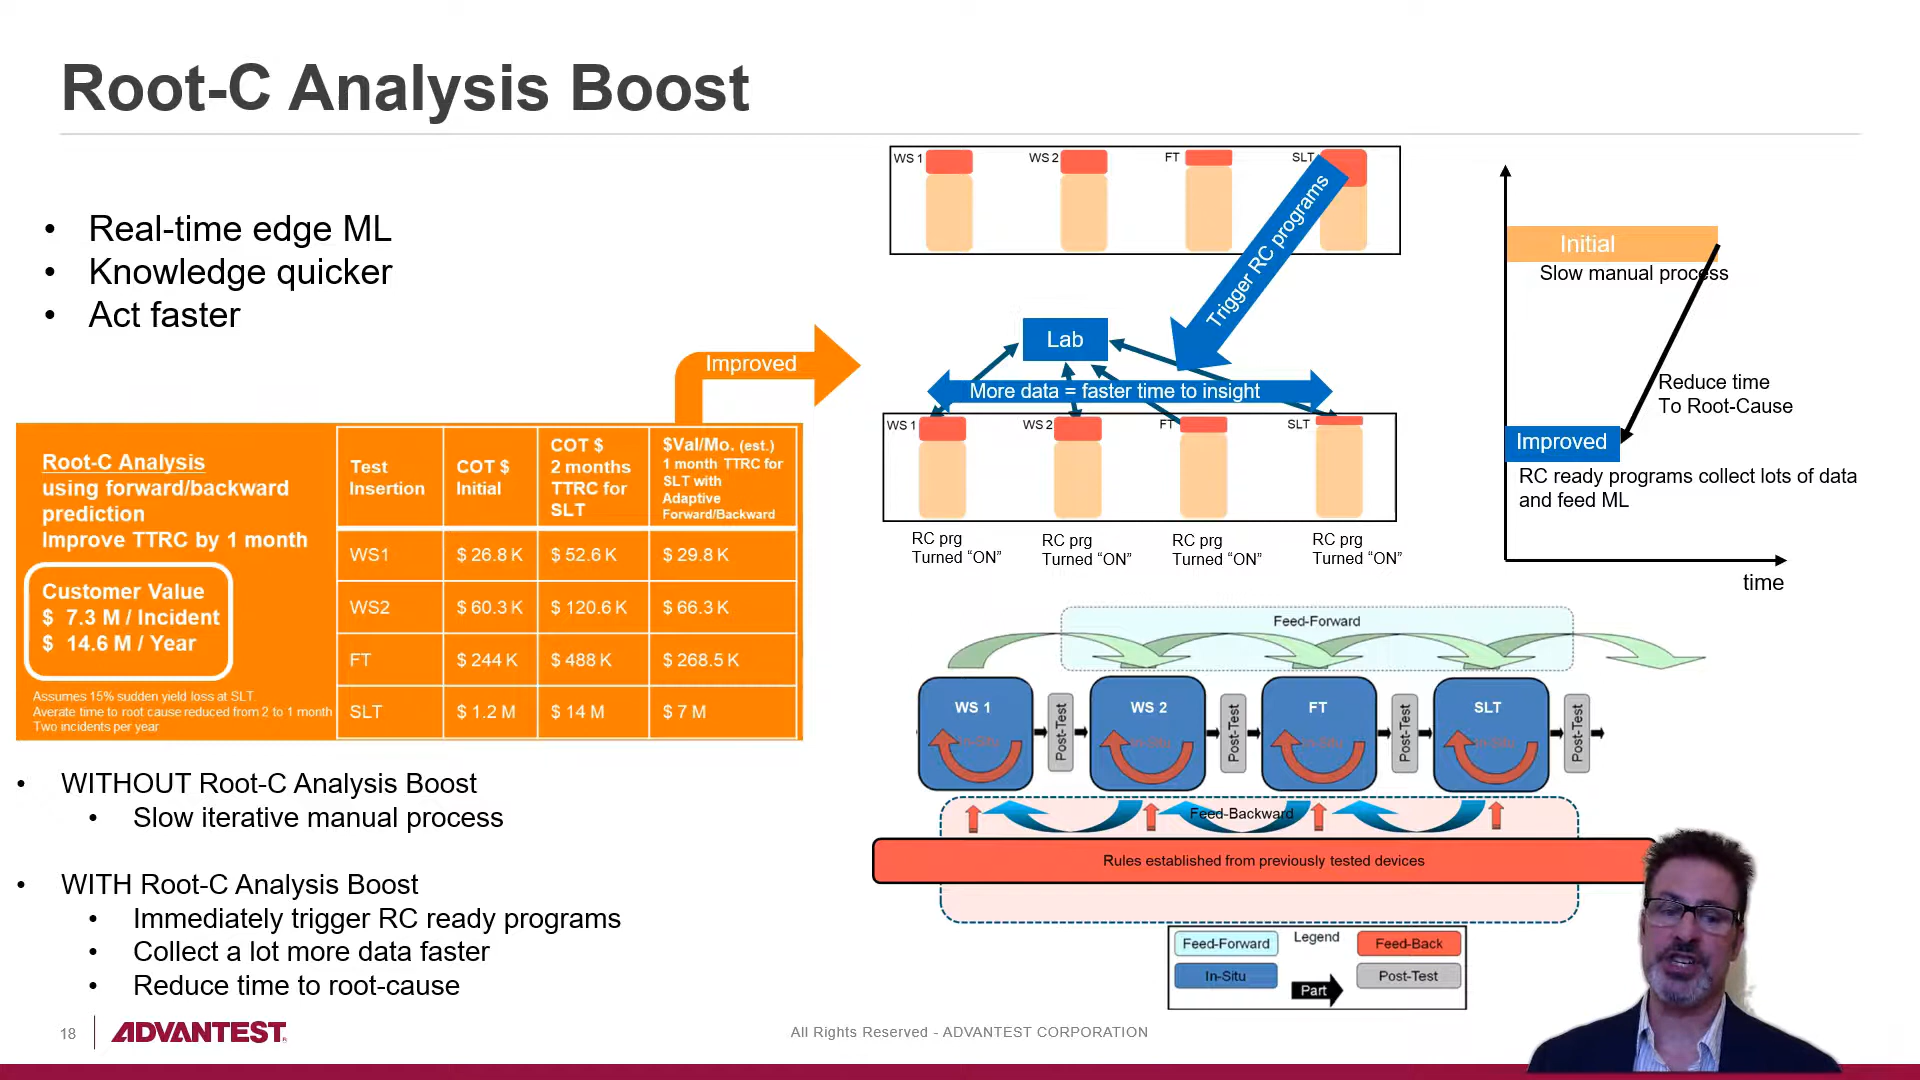 Root-C Analysis Boost
• Real-time edge ML
• Knowledge quicker
• Act faster
Improved
Root-C Analysis
using forward/backward
prediction
Improve TTRC by 1 month
Customer Value
$ 7.3 M / Incident
$ 14.6 M / Year
Assumes 15% sudden yield loss at SLT
Averate time to root cause reduced from 2 to 1 month
Two incidents per year
Test
Insertion
COT $
Initial
COT $
2 months
TTRC for
SLT
$Val/Mo. (est.)
1 month TTRC for
SLT with
Adaptive
Forward/Backward
WS1 $ 26.8 K $ 52.6 K $ 29.8 K
WS2 $ 60.3 K $ 120.6 K $ 66.3 K
FT $ 244 K $ 488 K $ 268.5 K
SLT $ 1.2 M $ 14 M $ 7 M
• WITHOUT Root-C Analysis Boost
• Slow iterative manual process
• WITH Root-C Analysis Boost
• Immediately trigger RC ready programs
• Collect a lot more data faster
• Reduce time to root-cause
WS 1 WS 2 FT SLT
Trigger RC programs
Lab
More data = faster time to insight
WS 1 WS 2 FT SLT
RC prg
Turned “ON”
RC prg
Turned “ON”
RC prg
Turned “ON”
RC prg
Turned “ON”
Initial
Slow manual process
Reduce time
To Root-Cause
Improved
RC ready programs collect lots of data
and feed ML
time
Feed-Forward
WS 1 WS 2 FT SLT
In-Situ In-Situ In-Situ In-Situ
Post-Test Post-Test Post-Test Post-Test
Feed-Backward
Rules established from previously tested devices
Legend
Feed-Forward Feed-Back
In-Situ Part Post-Test
18 ADVANTEST
All Rights Reserved - ADVANTEST CORPORATION